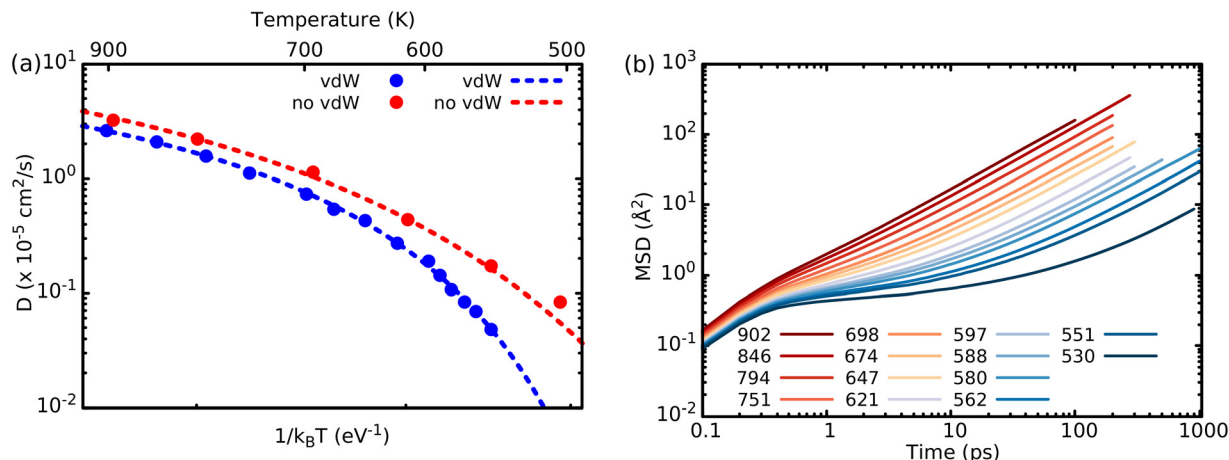 Temperature (K)
900 700 600 500
(a)
10^1
10^0
10^-1
10^-2
D (x 10^-5 cm^2/s)
vdW vdW
no vdW no vdW
1/k_BT (eV^-1)
(b)
10^3
10^2
10^1
10^0
10^-1
10^-2
MSD (Å^2)
902 698 597 551
846 674 588 530
794 647 580
751 621 562
0.1 1 10 100 1000
Time (ps)